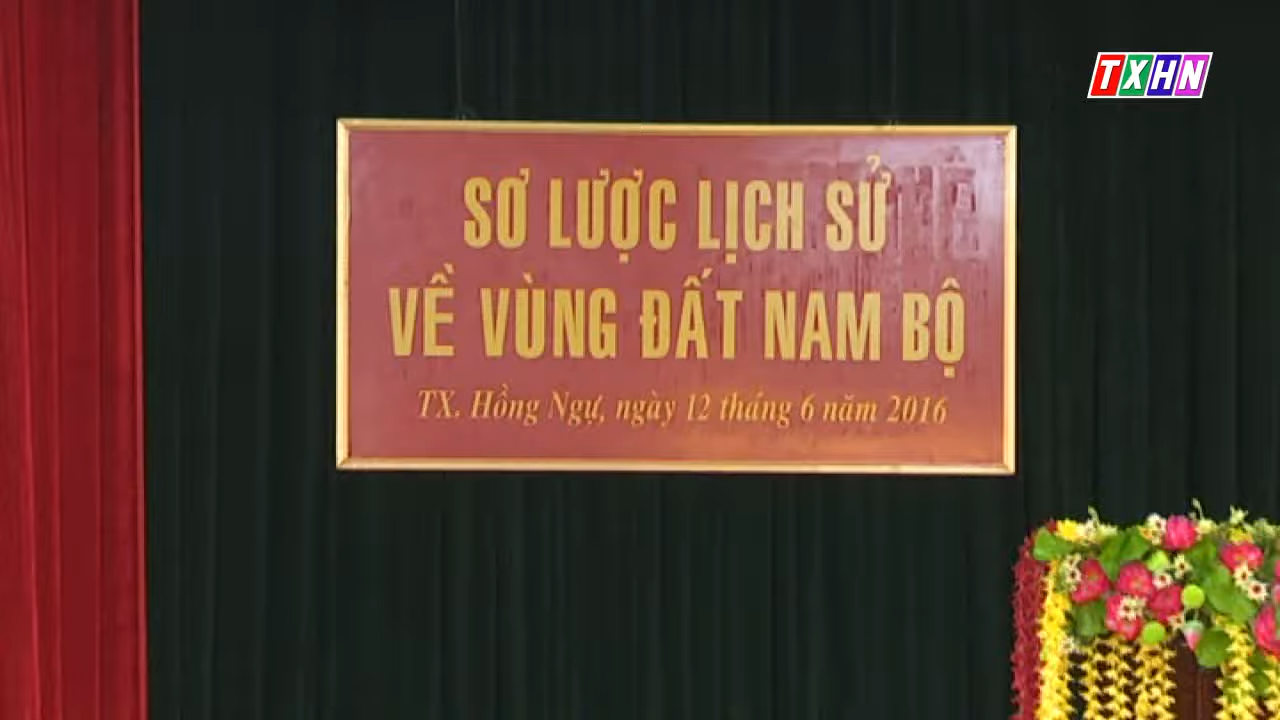 TXHN
SƠ LƯỢC LỊCH SỬ
VỀ VÙNG ĐẤT NAM BỘ
TX. Hồng Ngự, ngày 12 tháng 6 năm 2016